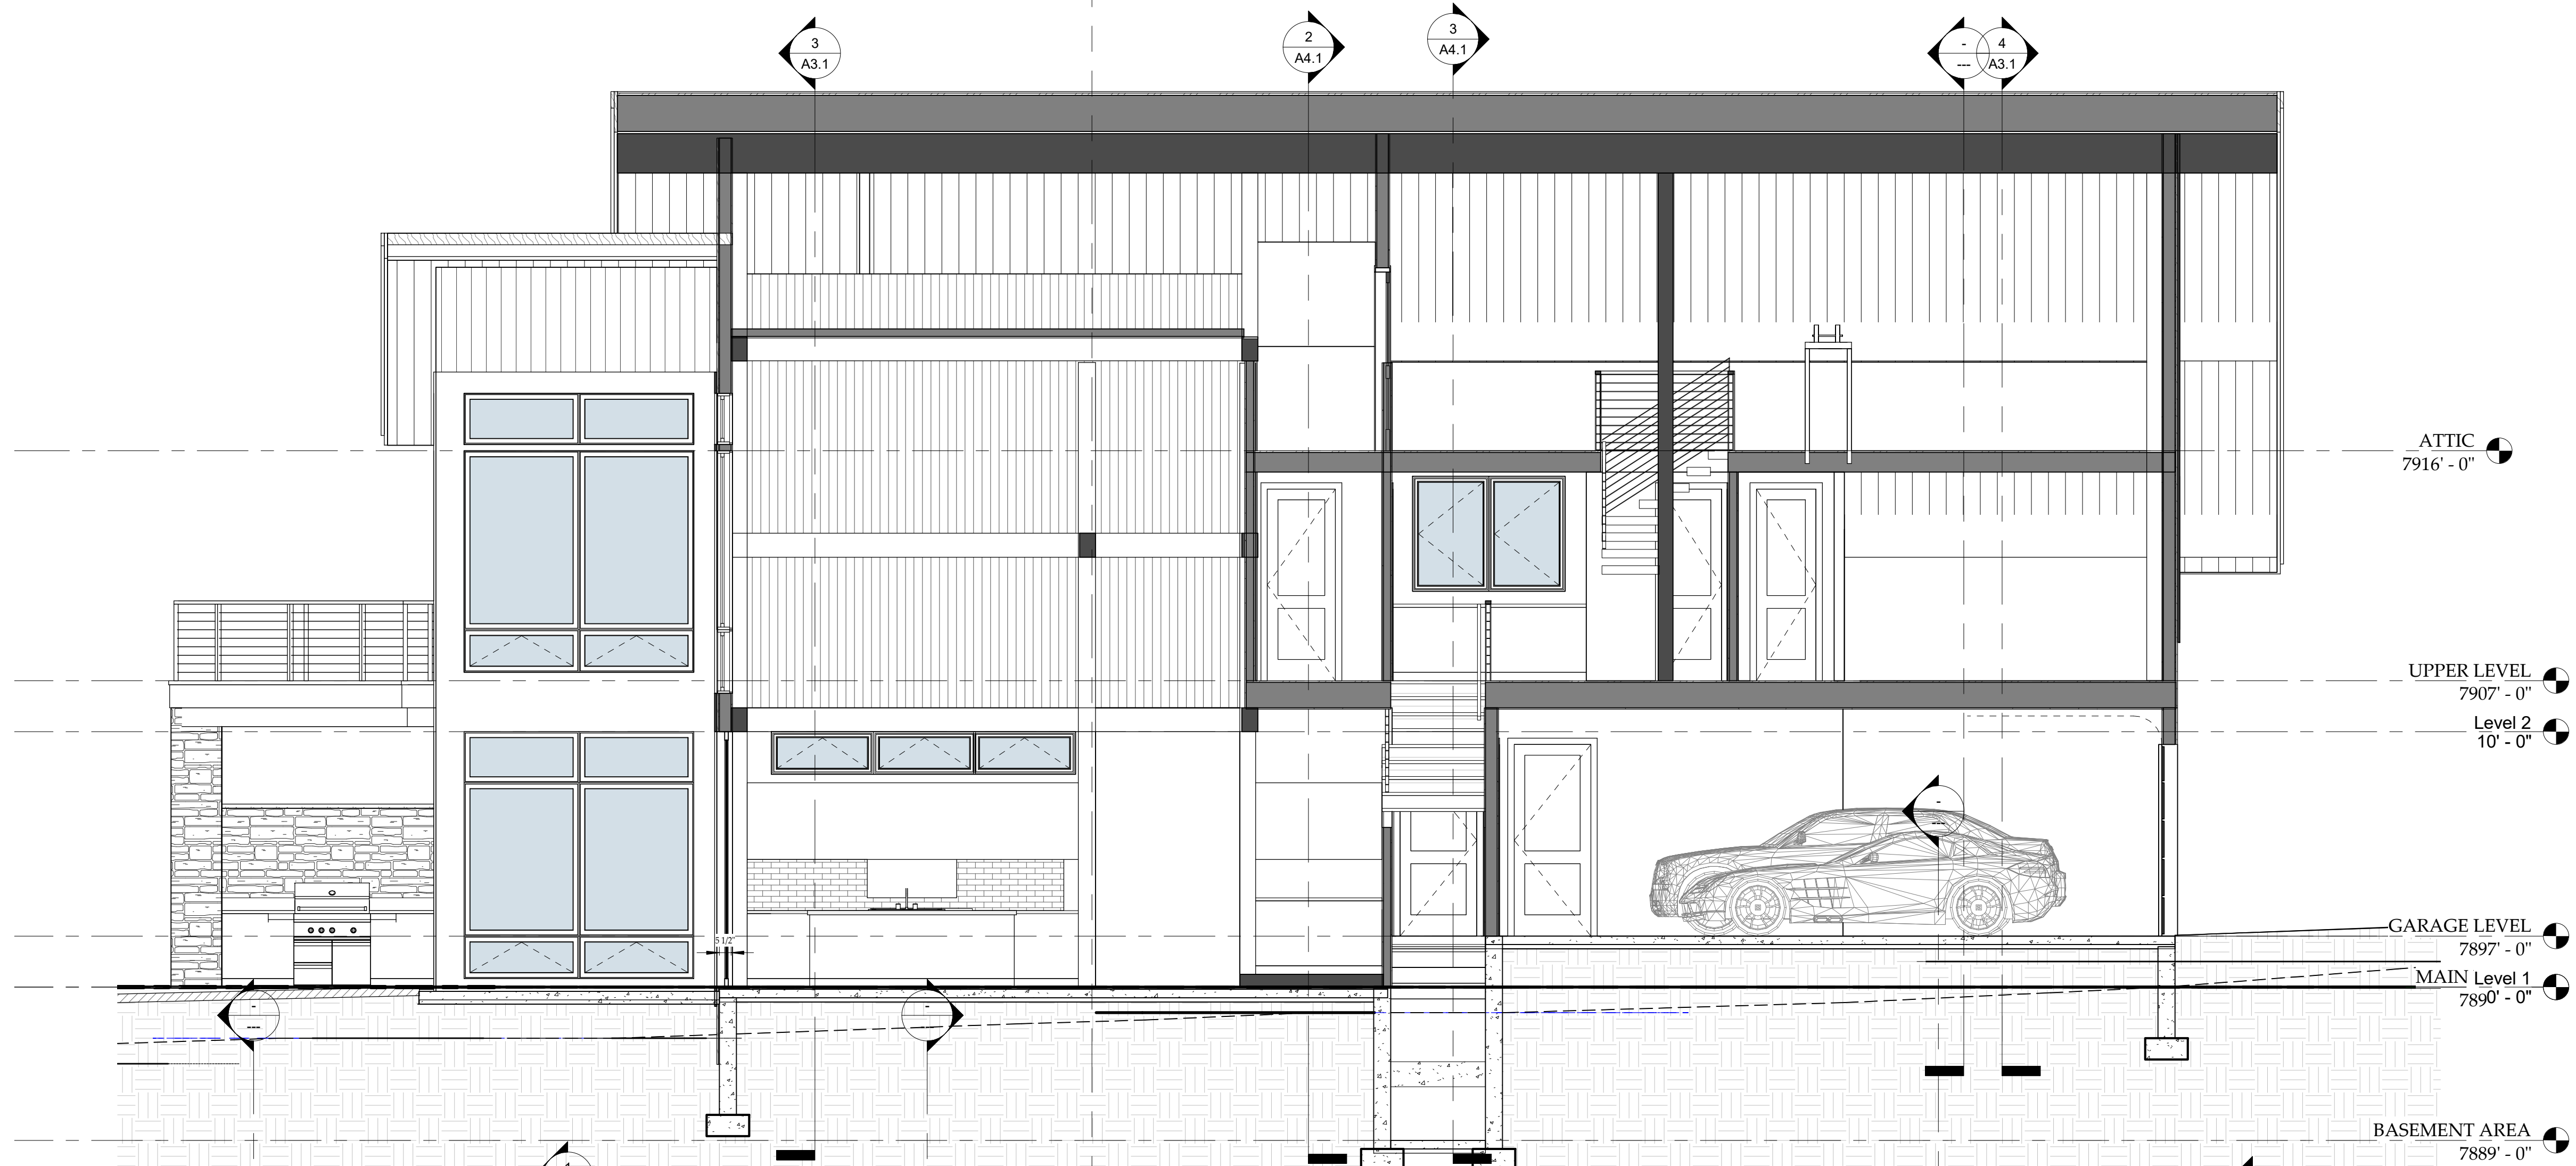 3
A3.1
2
A4.1
3
A4.1
-
---
4
A3.1
ATTIC
7916' - 0"
UPPER LEVEL
7907' - 0"
Level 2
10' - 0"
-
---
GARAGE LEVEL
7897' - 0"
5 1/2"
MAIN Level 1
7890' - 0"
-
---
-
---
BASEMENT AREA
7889' - 0"